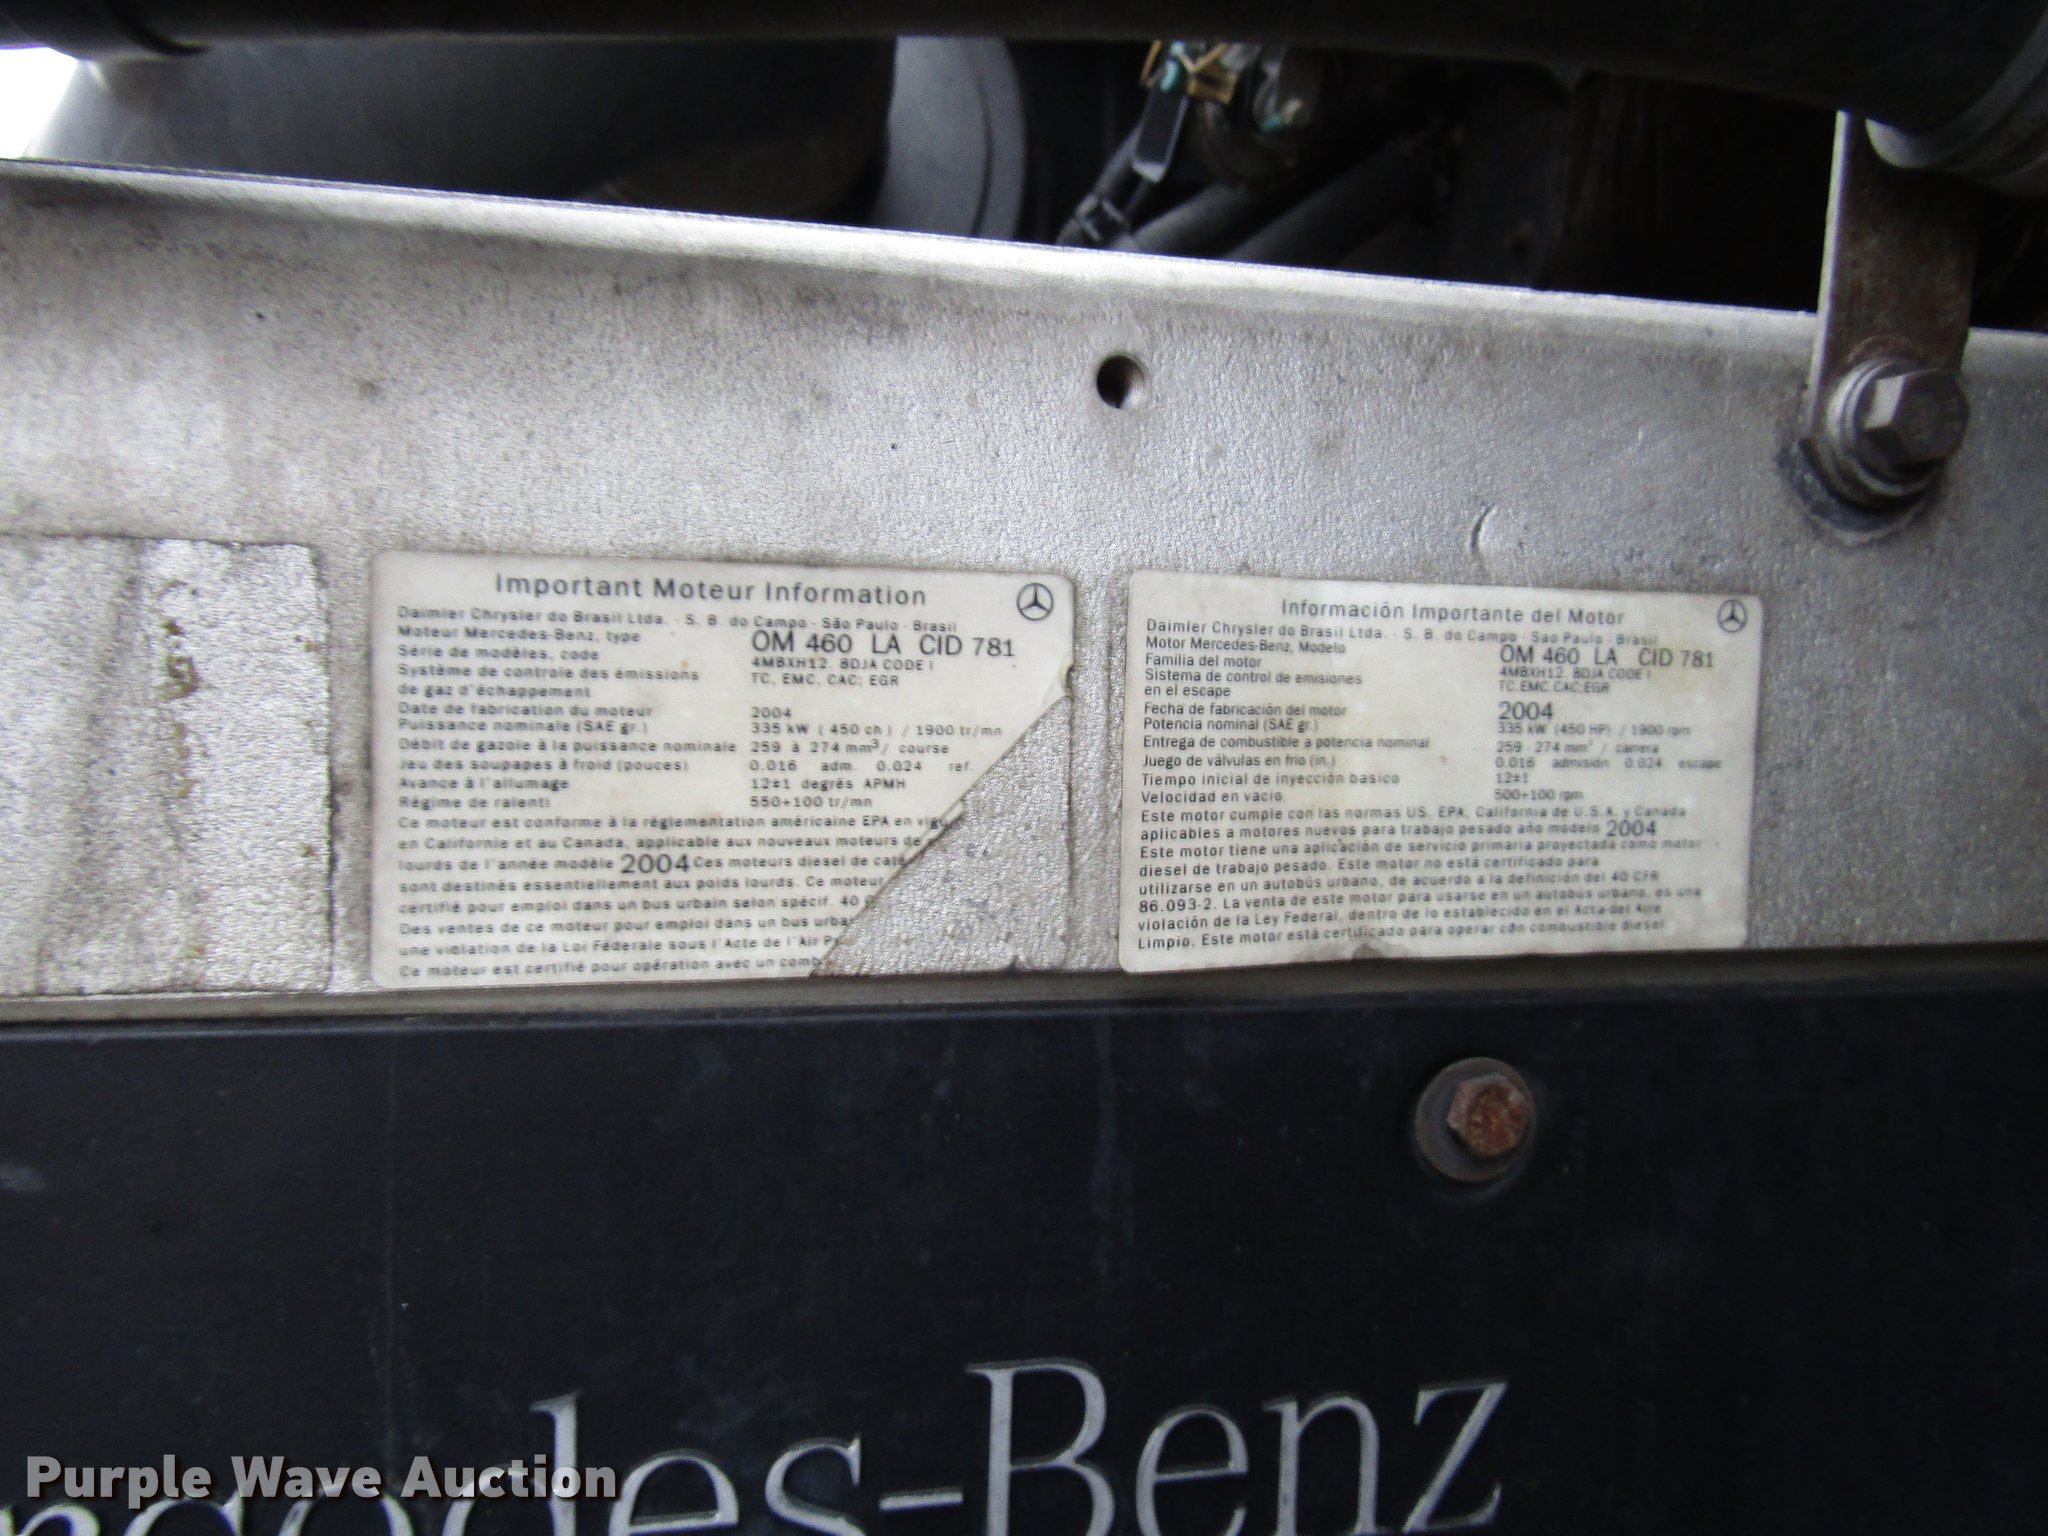 Important Moteur Information
Daimler Chrysler do Brasil Ltda. - S. B. do Campo - São Paulo - Brasil
Moteur Mercedes-Benz, type OM 460 LA CID 781
Série de modèles, code 4MBXH12. 8DJA CODE I
Système de controle des émissions TC, EMC, CAC; EGR
de gaz d'échappement
Date de fabrication du moteur 2004
Puissance nominale (SAE gr.) 335 kW (450 ch) / 1900 tr/mn
Débit de gazole à la puissance nominale 259 à 274 mm³/ course
Jeu des soupapes à froid (pouces) 0.016 adm. 0.024 ref.
Avance à l'allumage 12±1 degrés APMH
Régime de ralenti 550+100 tr/mn
Ce moteur est conforme à la réglementation américaine EPA en vigu
en Californie et au Canada, applicable aux nouveaux moteurs de
lourds de l'année modèle 2004 Ces moteurs diesel de caté
sont destinés essentiellement aux poids lourds. Ce moteur
certifié pour emploi dans un bus urbain selon spécif. 40
Des ventes de ce moteur pour emploi dans un bus urba
une violation de la Loi Féderale sous l'Acte de l'Air P
Ce moteur est certifié pour opération avec un comb
Información Importante del Motor
Daimler Chrysler do Brasil Ltda. - S. B. do Campo - São Paulo - Brasil
Motor Mercedes-Benz, Modelo OM 460 LA CID 781
Familia del motor 4MBXH12. 8DJA CODE I
Sistema de control de emisiones TC, EMC, CAC; EGR
en el escape
Fecha de fabricación del motor 2004
Potencia nominal (SAE gr.) 335 kW (450 HP) / 1900 rpm
Entrega de combustible a potencia nominal 259 - 274 mm³ / carrera
Juego de válvulas en frio (in.) 0.016 admisión 0.024 escape
Tiempo inicial de inyección basico 12±1
Velocidad en vacio 500+100 rpm
Este motor cumple con las normas US. EPA, California de U.S.A. y Canada
aplicables a motores nuevos para trabajo pesado año modelo 2004
Este motor tiene una aplicación de servicio primaria proyectada como motor
diesel de trabajo pesado. Este motor no está certificado para
utilizarse en un autobús urbano, de acuerdo a la definición del 40 CFR
86.093-2. La venta de este motor para usarse en un autobús urbano, es una
violación de la Ley Federal, dentro de lo establecido en el Acta del Aire
Limpio. Este motor está certificado para operar con combustible diesel.
rcedes-Benz
Purple Wave Auction